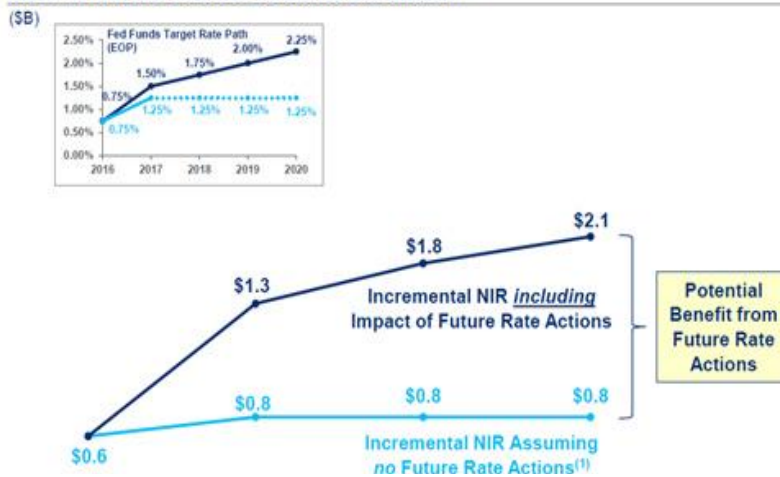 ($B)
Fed Funds Target Rate Path
(EOP)
2.50%
2.00%
1.50%
1.00%
0.50%
0.00%
0.75%
1.50%
1.75%
2.00%
2.25%
0.75%
1.25%
1.25%
1.25%
1.25%
2016 2017 2018 2019 2020
$2.1
$1.8
$1.3
Incremental NIR including
Impact of Future Rate Actions
Potential
Benefit from
Future Rate
Actions
$0.6
$0.8
$0.8
$0.8
Incremental NIR Assuming
no Future Rate Actions(1)